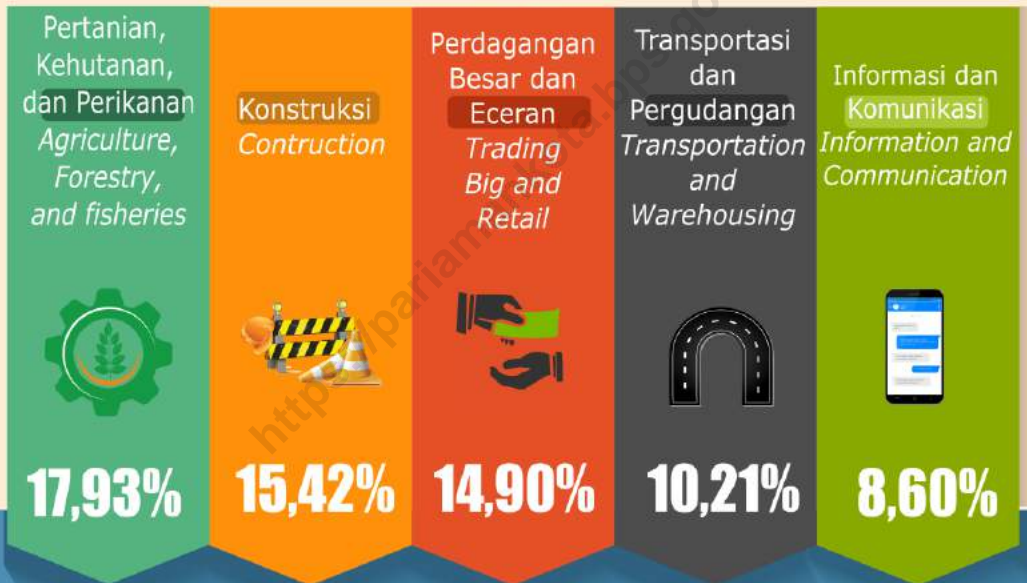 Pertanian,
Kehutanan,
dan Perikanan
Agriculture,
Forestry,
and fisheries
17,93%
Konstruksi
Contruction
15,42%
Perdagangan
Besar dan
Eceran
Trading
Big and
Retail
14,90%
Transportasi
dan
Pergudangan
Transportation
and
Warehousing
10,21%
Informasi dan
Komunikasi
Information and
Communication
8,60%